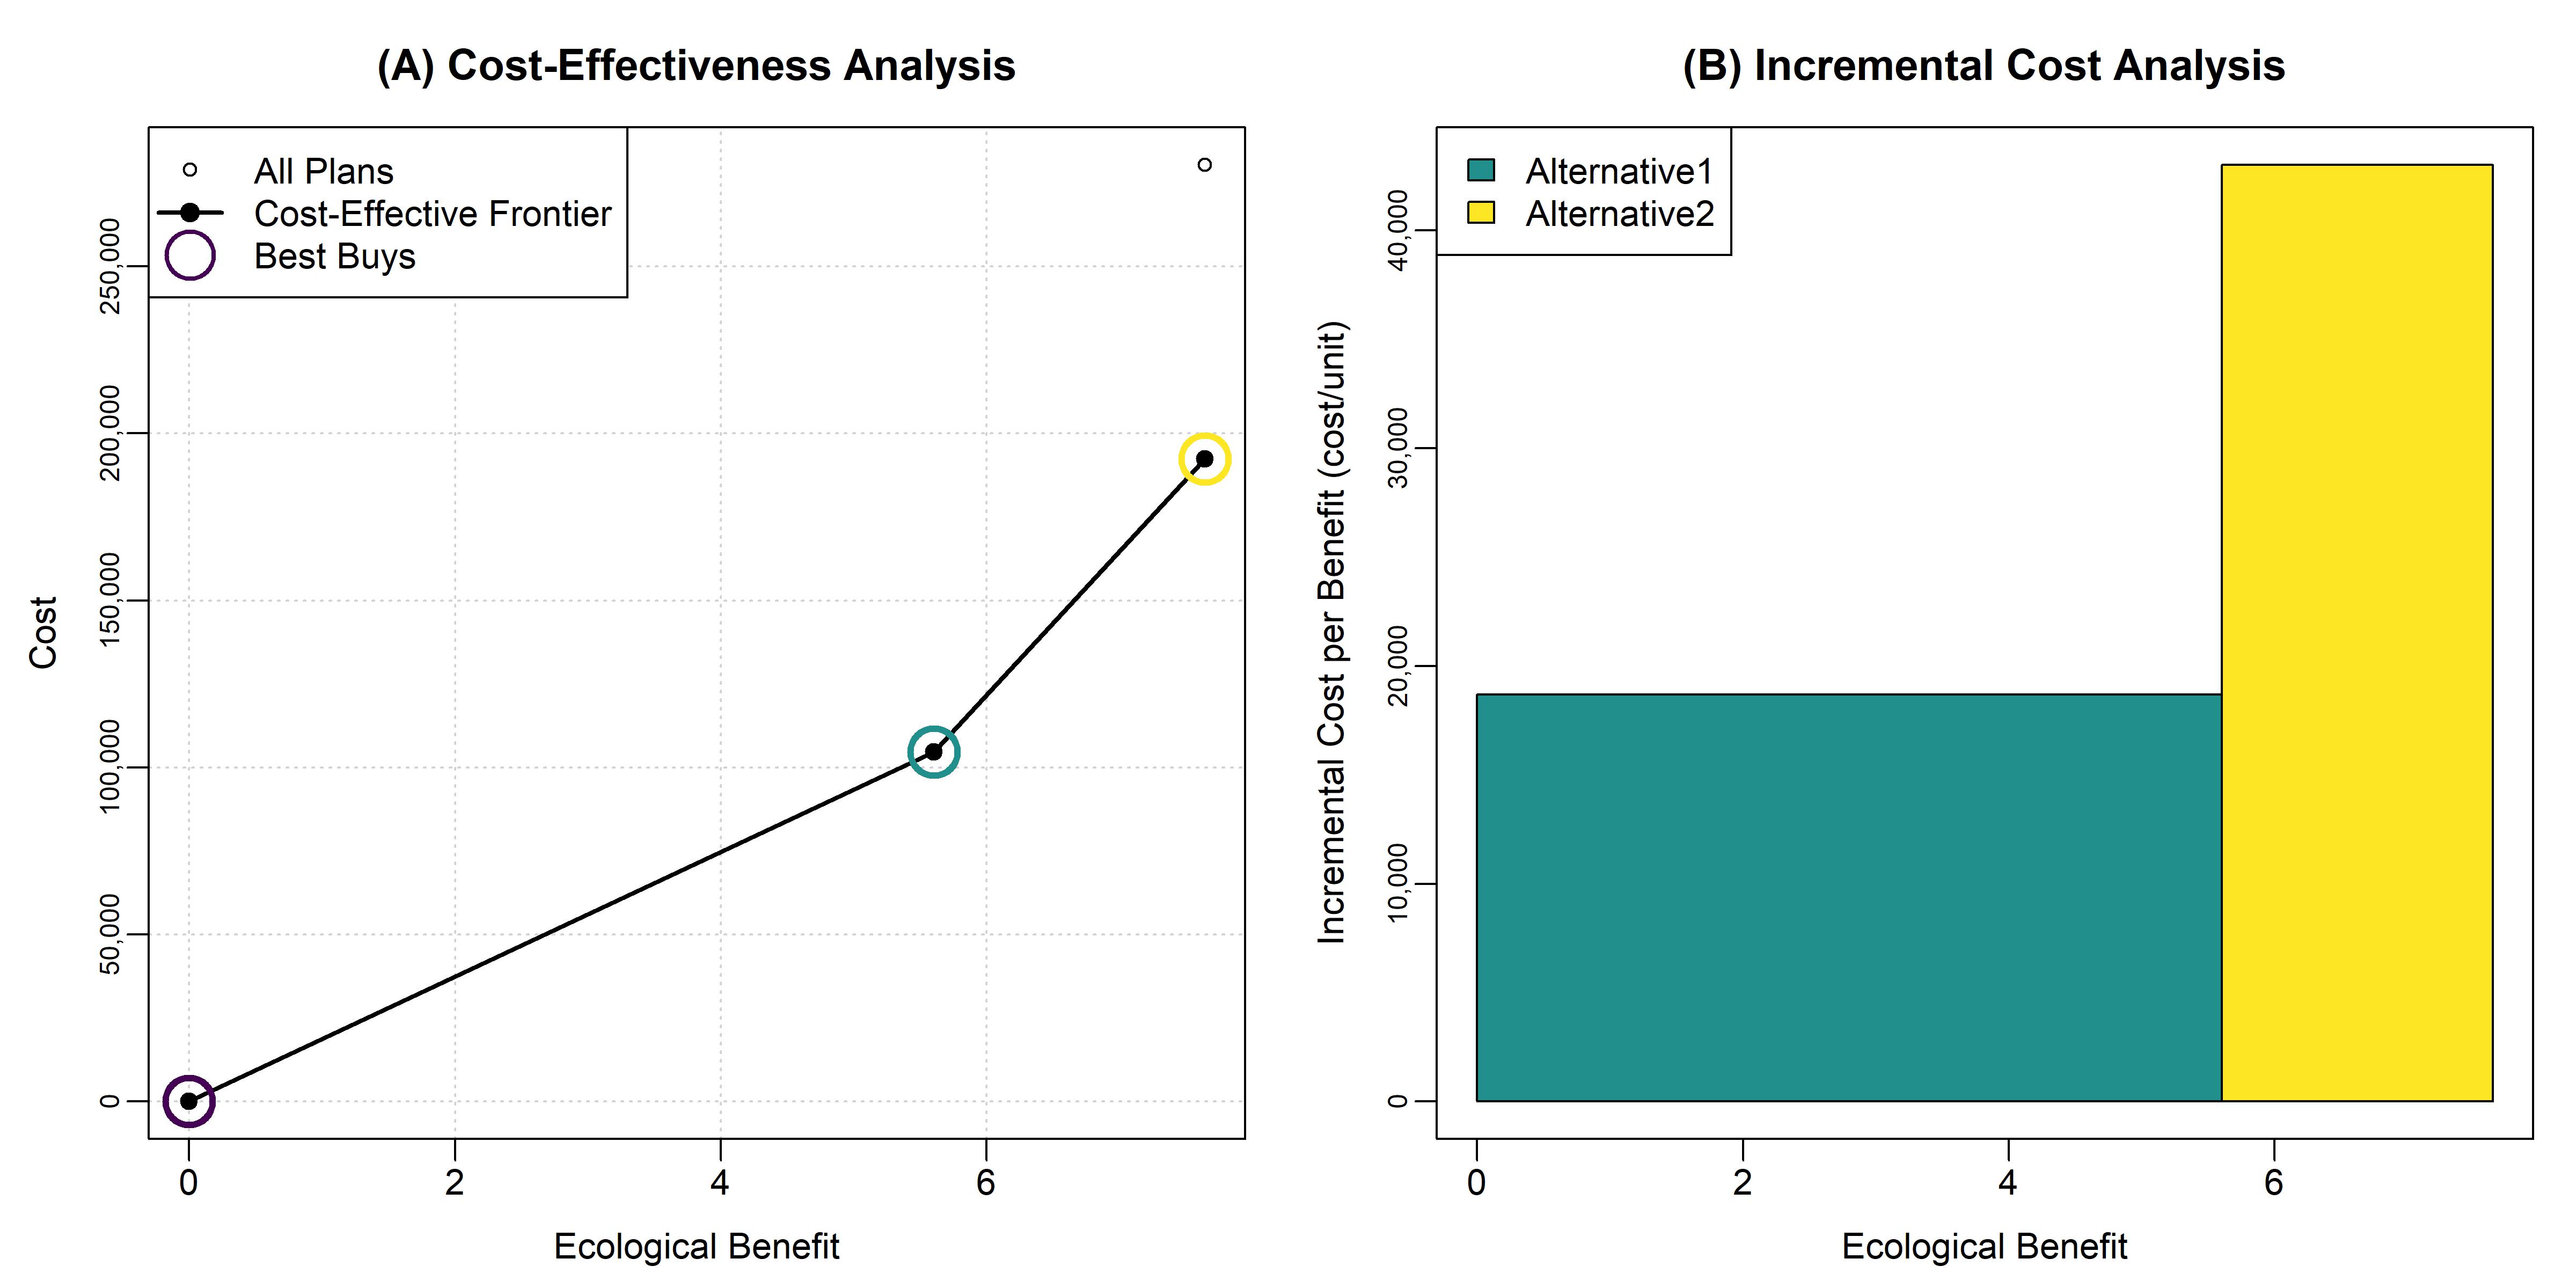 (A) Cost-Effectiveness Analysis
All Plans
Cost-Effective Frontier
Best Buys
Cost
250,000
200,000
150,000
100,000
50,000
0
0 2 4 6
Ecological Benefit
(B) Incremental Cost Analysis
Alternative1
Alternative2
Incremental Cost per Benefit (cost/unit)
40,000
30,000
20,000
10,000
0
0 2 4 6
Ecological Benefit